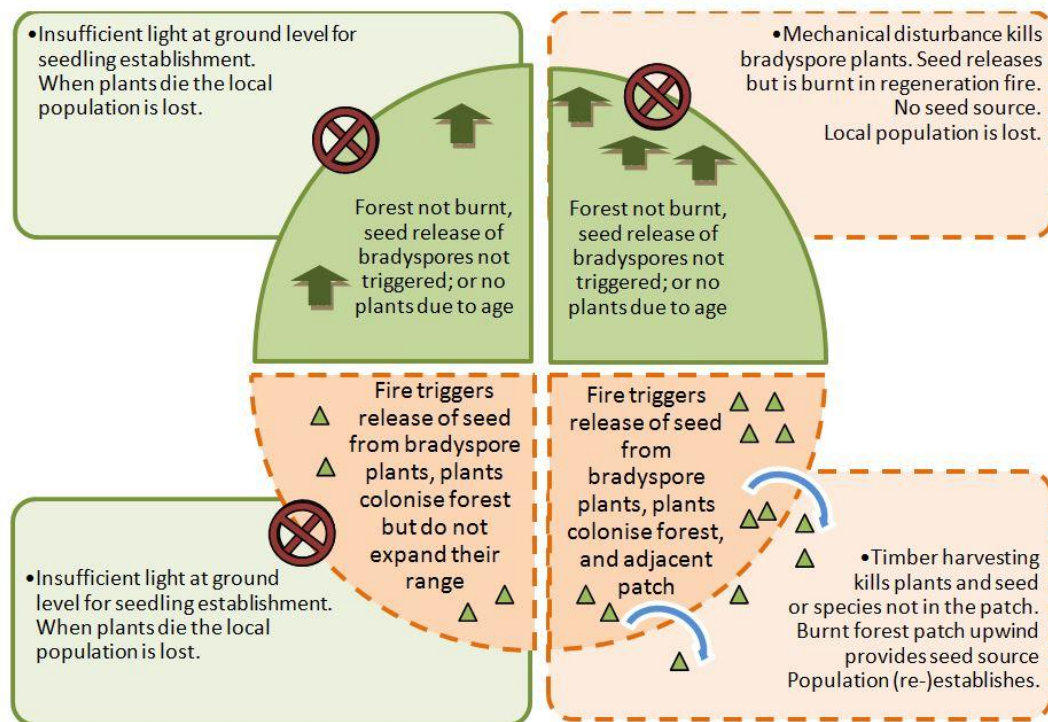 •Insufficient light at ground level for
seedling establishment.
When plants die the local
population is lost.
•Mechanical disturbance kills
bradyspore plants. Seed releases
but is burnt in regeneration fire.
No seed source.
Local population is lost.
Forest not burnt,
seed release of
bradyspores not
triggered; or no
plants due to age
Forest not burnt,
seed release of
bradyspores not
triggered; or no
plants due to age
Fire triggers
release of seed
from bradyspore
plants, plants
colonise forest
but do not
expand their
range
Fire triggers
release of seed
from
bradyspore
plants, plants
colonise forest,
and adjacent
patch
•Insufficient light at ground
level for seedling establishment.
When plants die the local
population is lost.
•Timber harvesting
kills plants and seed
or species not in the patch.
Burnt forest patch upwind
provides seed source
Population (re-)establishes.